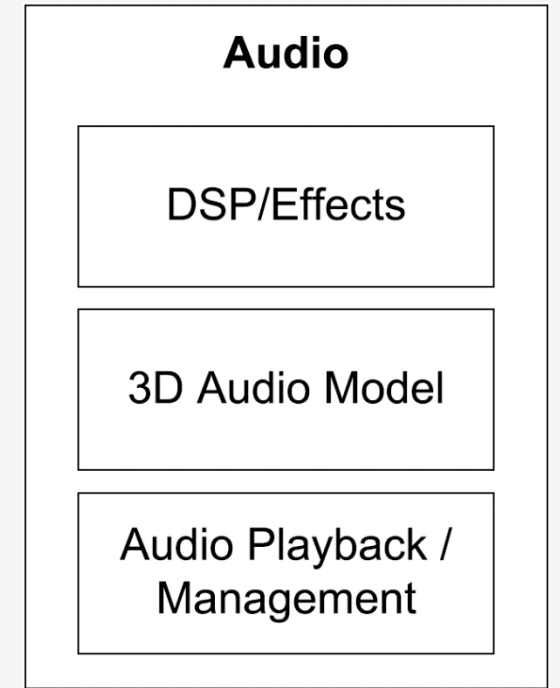 Audio
DSP/Effects
3D Audio Model
Audio Playback /
Management